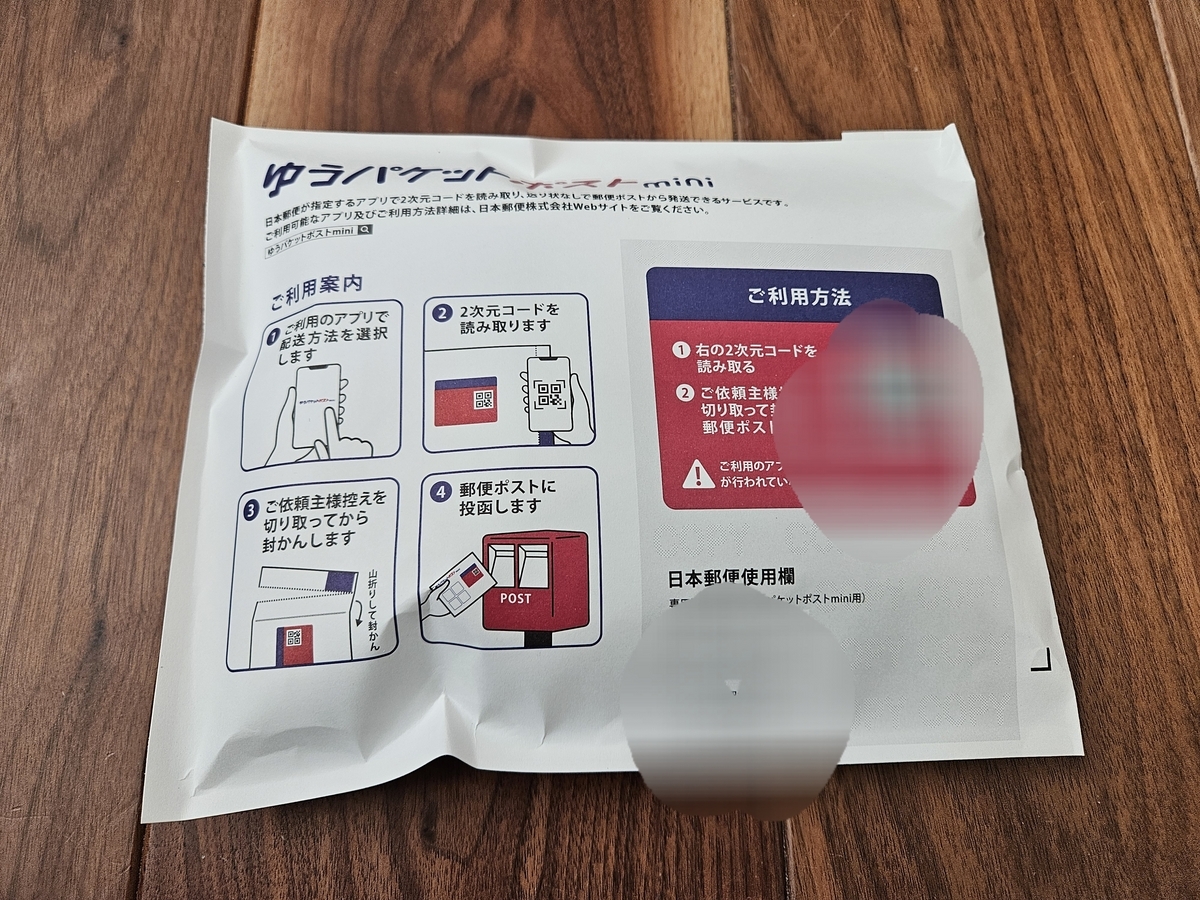 ゆうパケットポストmini
日本郵便が指定するアプリで2次元コードを読み取り、送り状なしで郵便ポストから発送できるサービスです。
ご利用可能なアプリ及びご利用方法詳細は、日本郵便株式会社Webサイトをご覧ください。
ゆうパケットポストmini
ご利用案内
1 ご利用のアプリで
配送方法を選択
します
2 2次元コードを
読み取ります
3 ご依頼主様控えを
切り取ってから
封かんします
山折りして封かん
4 郵便ポストに
投函します
POST
ご利用方法
1 右の2次元コードを
読み取る
2 ご依頼主様
切り取って
郵便ポスト
ご利用のアプ
が行われてい
日本郵便使用欄
ケットポストmini用）